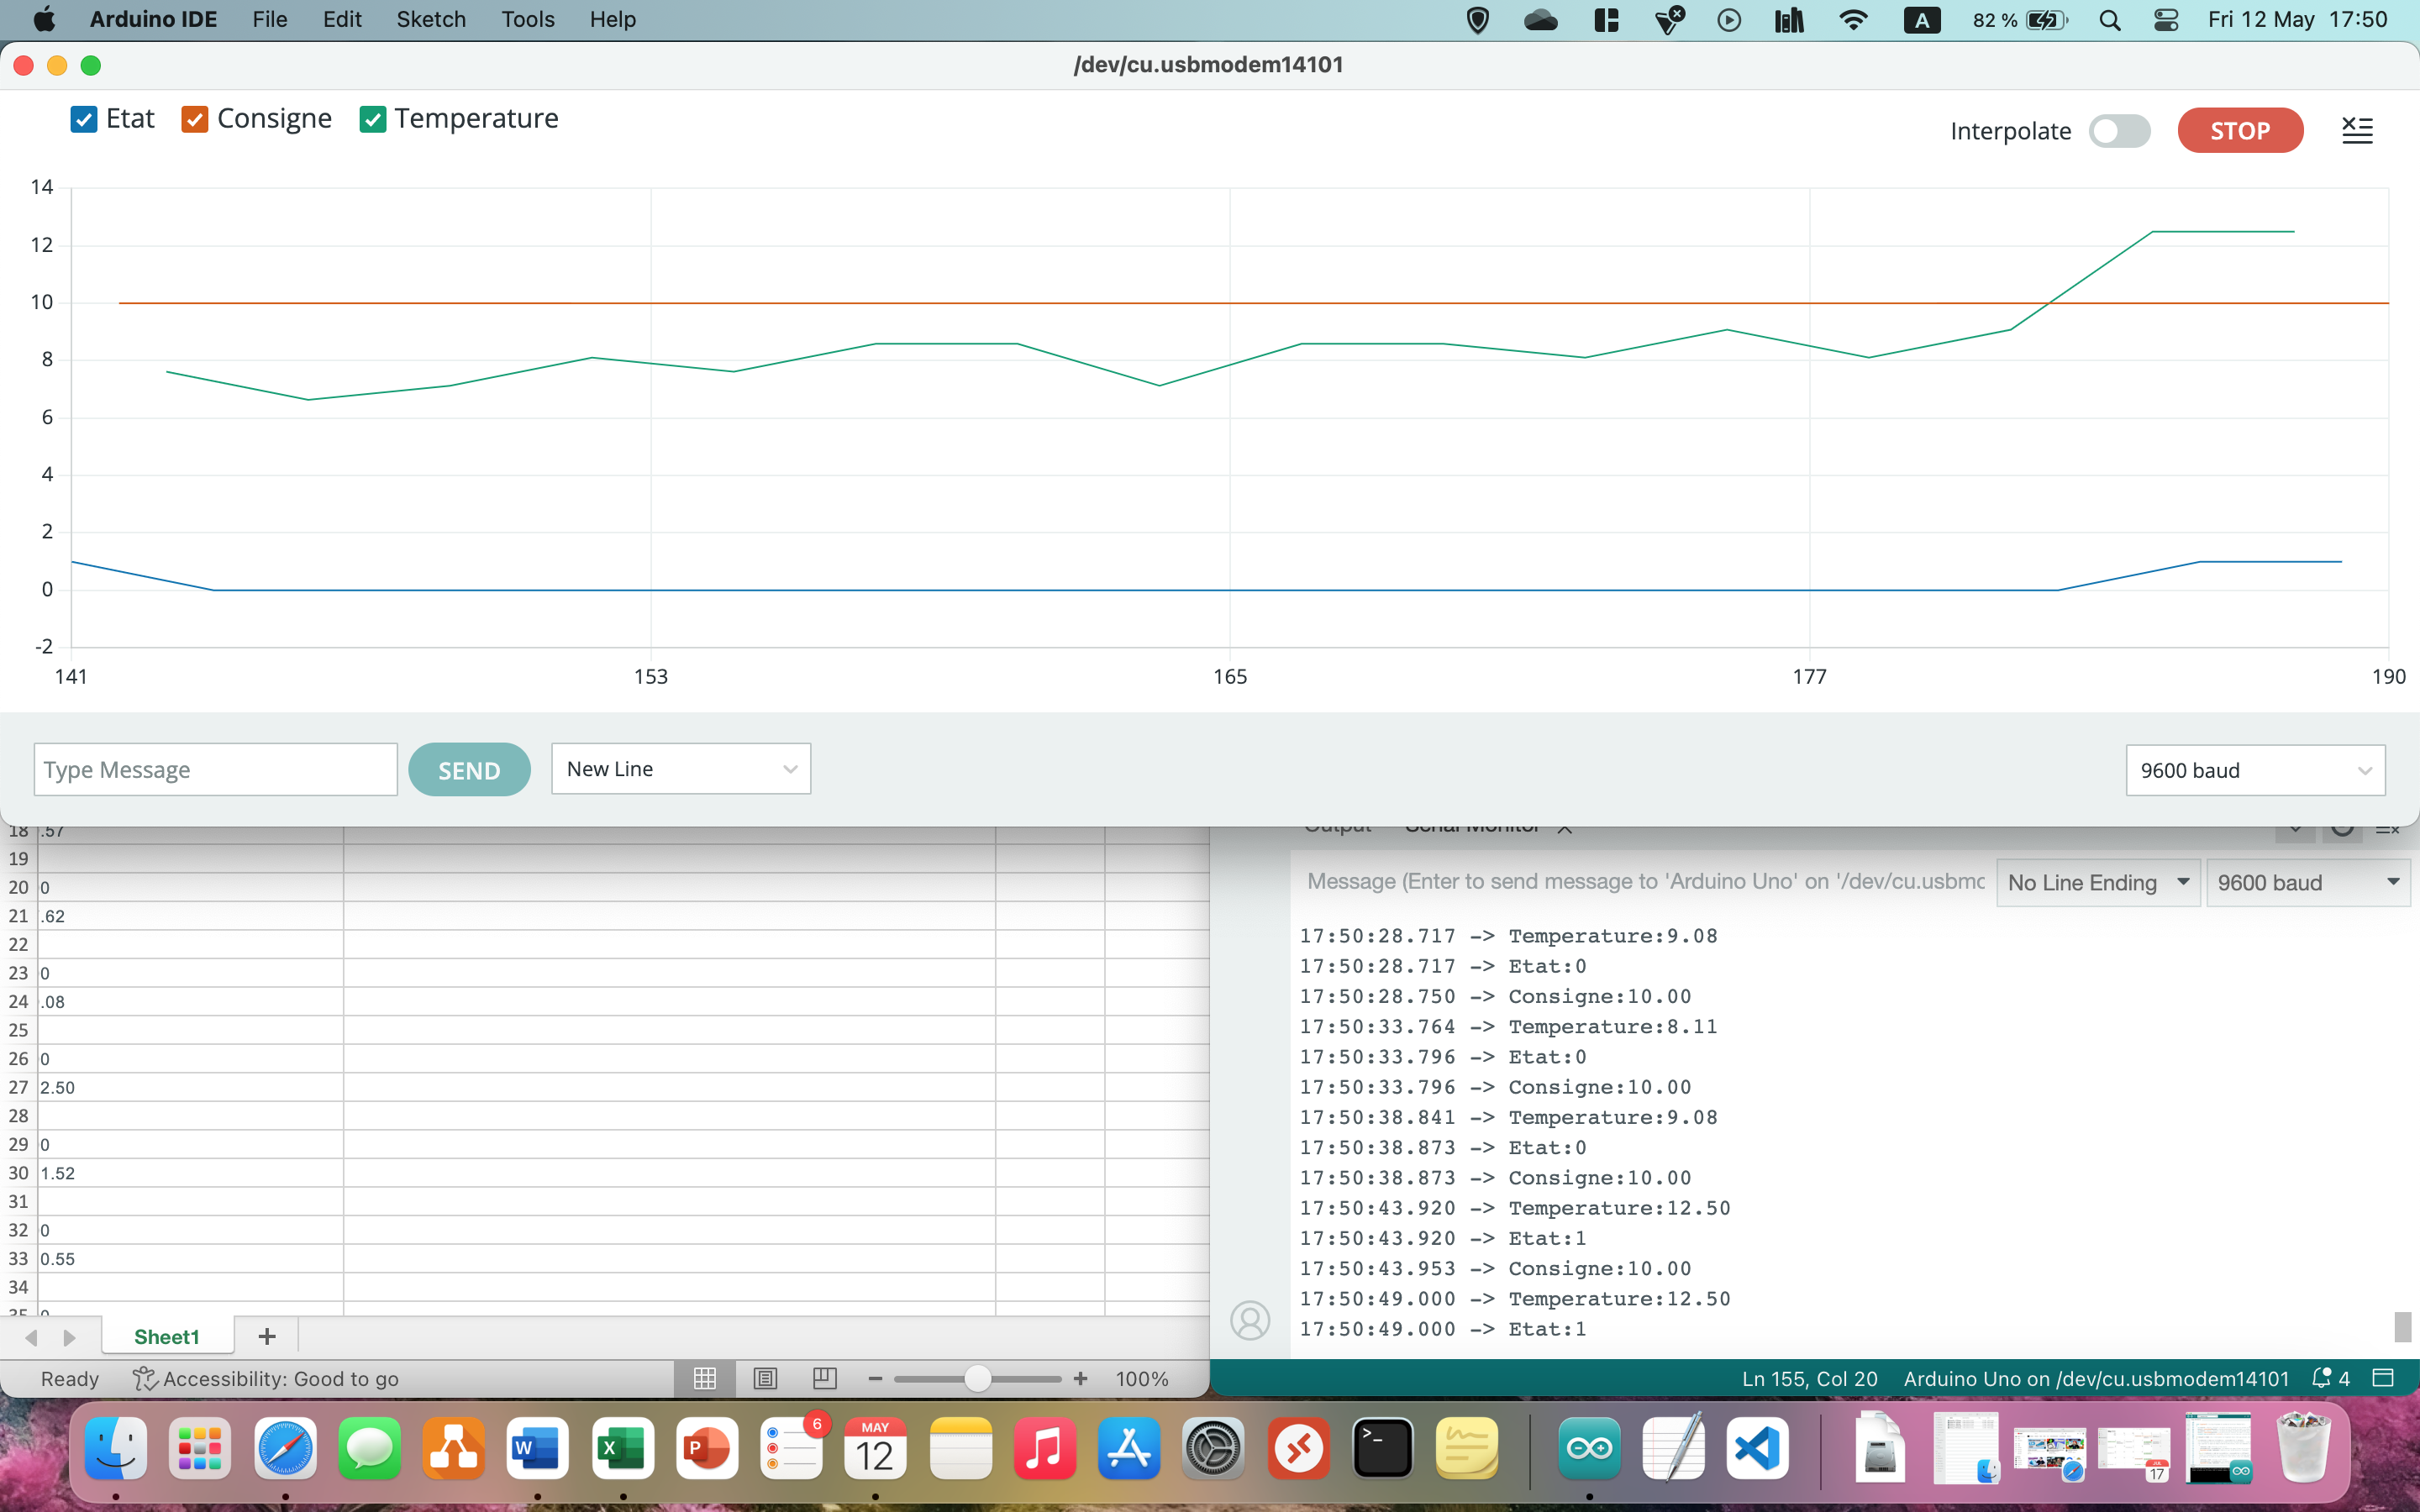 Arduino IDE File Edit Sketch Tools Help A 82 % Fri 12 May 17:50
/dev/cu.usbmodem14101
Etat Consigne Temperature
Interpolate STOP
14
12
10
8
6
4
2
0
-2
141 153 165 177 190
Type Message SEND New Line 9600 baud
18 .57
19
20 0
21 .62
22
23 0
24 .08
25
26 0
27 2.50
28
29 0
30 1.52
31
32 0
33 0.55
34
35 0
Sheet1 +
Ready Accessibility: Good to go 100%
Output Serial Monitor
Message (Enter to send message to 'Arduino Uno' on '/dev/cu.usbmo
No Line Ending 9600 baud
17:50:28.717 -> Temperature:9.08
17:50:28.717 -> Etat:0
17:50:28.750 -> Consigne:10.00
17:50:33.764 -> Temperature:8.11
17:50:33.796 -> Etat:0
17:50:33.796 -> Consigne:10.00
17:50:38.841 -> Temperature:9.08
17:50:38.873 -> Etat:0
17:50:38.873 -> Consigne:10.00
17:50:43.920 -> Temperature:12.50
17:50:43.920 -> Etat:1
17:50:43.953 -> Consigne:10.00
17:50:49.000 -> Temperature:12.50
17:50:49.000 -> Etat:1
Ln 155, Col 20 Arduino Uno on /dev/cu.usbmodem14101 4
W X P 6 MAY 12 >_ 17